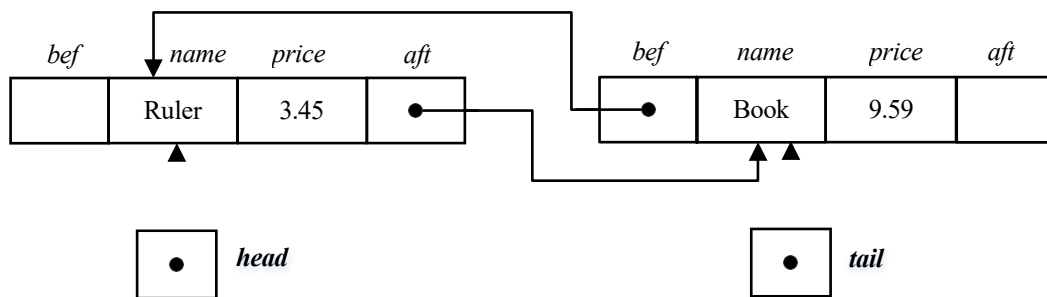 bef name price aft bef name price aft
Ruler 3.45 Book 9.59
head tail